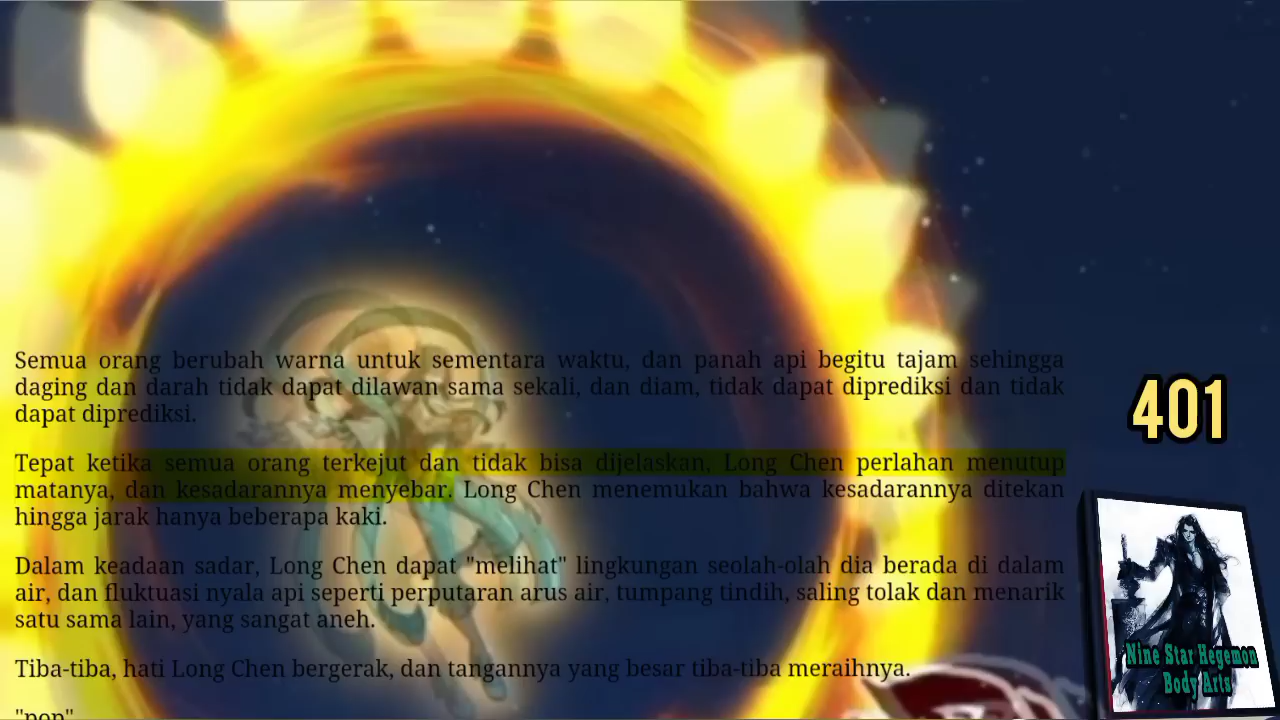 Semua orang berubah warna untuk sementara waktu, dan panah api begitu tajam sehingga
daging dan darah tidak dapat dilawan sama sekali, dan diam, tidak dapat diprediksi dan tidak
dapat diprediksi.
Tepat ketika semua orang terkejut dan tidak bisa dijelaskan, Long Chen perlahan menutup
matanya, dan kesadarannya menyebar. Long Chen menemukan bahwa kesadarannya ditekan
hingga jarak hanya beberapa kaki.
Dalam keadaan sadar, Long Chen dapat "melihat" lingkungan seolah-olah dia berada di dalam
air, dan fluktuasi nyala api seperti perputaran arus air, tumpang tindih, saling tolak dan menarik
satu sama lain, yang sangat aneh.
Tiba-tiba, hati Long Chen bergerak, dan tangannya yang besar tiba-tiba meraihnya.
"pop"
401
Nine Star Hegemon
Body Arts